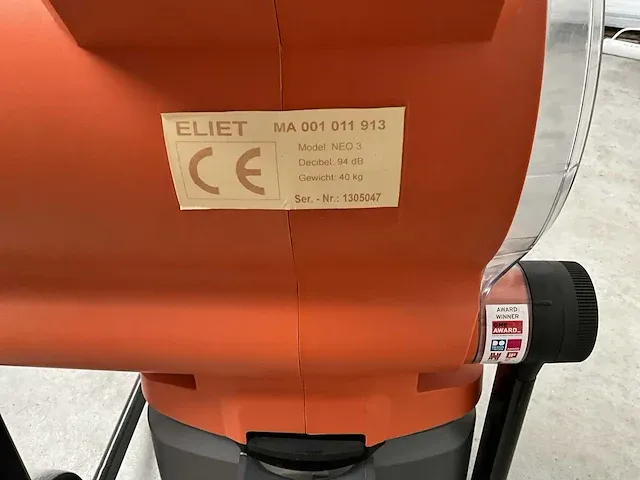 ELIET MA 001 011 913
CE
Model: NEO 3
Decibel: 94 dB
Gewicht: 40 kg
Ser. - Nr.: 1305047
AWARD
WINNER
AWARD